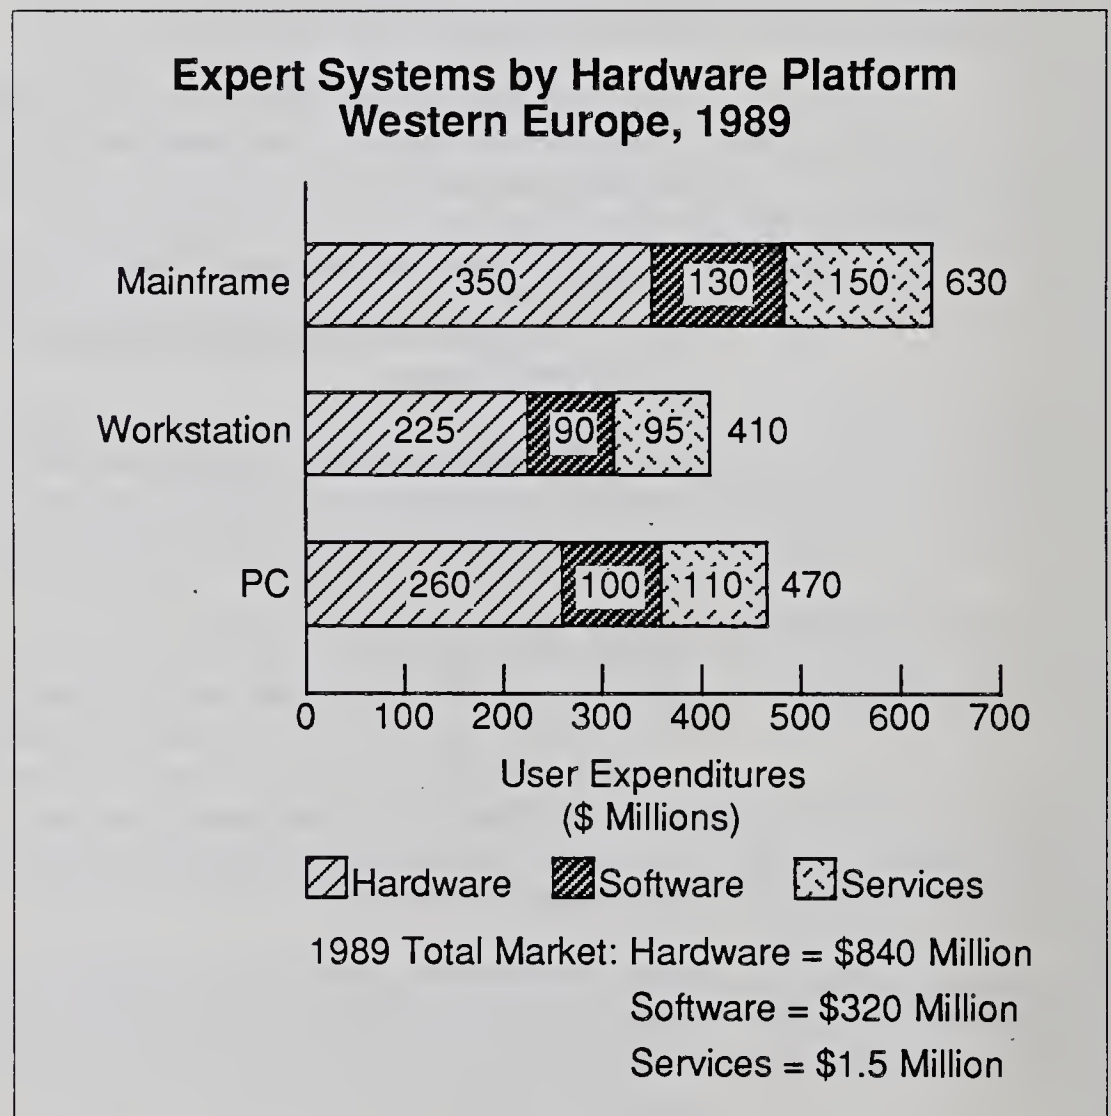 Expert Systems by Hardware Platform
Western Europe, 1989
Mainframe 350 130 150 630
Workstation 225 90 95 410
PC 260 100 110 470
0 100 200 300 400 500 600 700
User Expenditures
($ Millions)
Hardware Software Services
1989 Total Market: Hardware = $840 Million
Software = $320 Million
Services = $1.5 Million